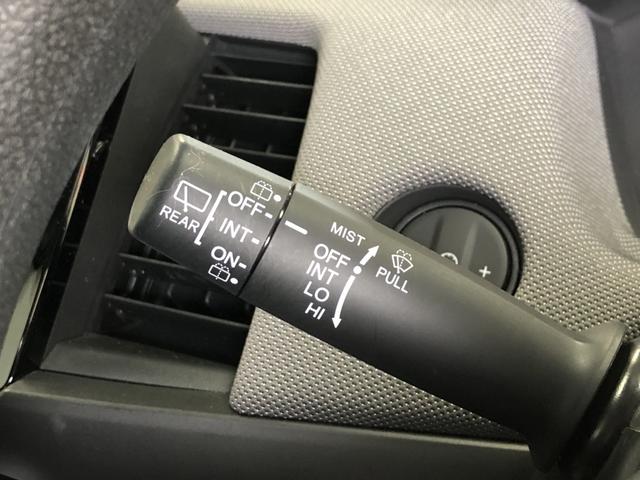 REAR
OFF-
INT-
ON-
MIST
OFF
INT
LO
HI
PULL
+